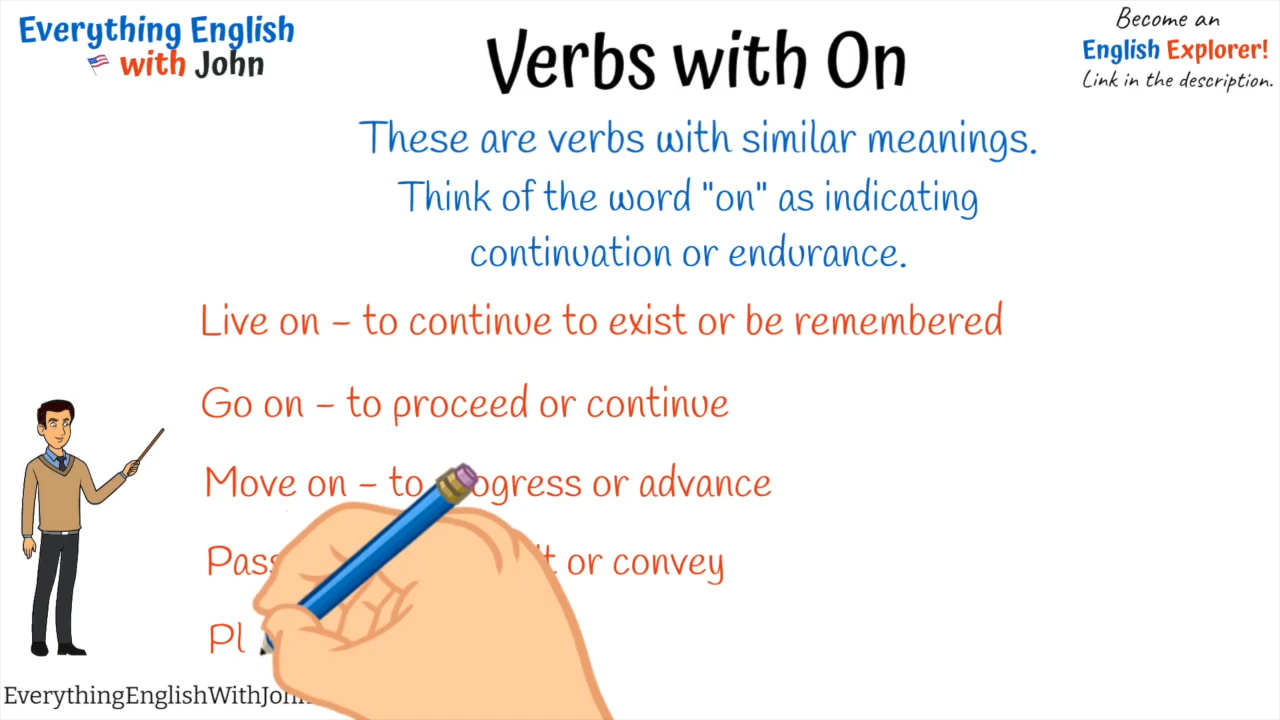 Everything English
with John
Verbs with On
Become an
English Explorer!
Link in the description.
These are verbs with similar meanings.
Think of the word "on" as indicating
continuation or endurance.
Live on – to continue to exist or be remembered
Go on – to proceed or continue
Move on – to progress or advance
Pass or convey
Pl
EverythingEnglishWithJohn